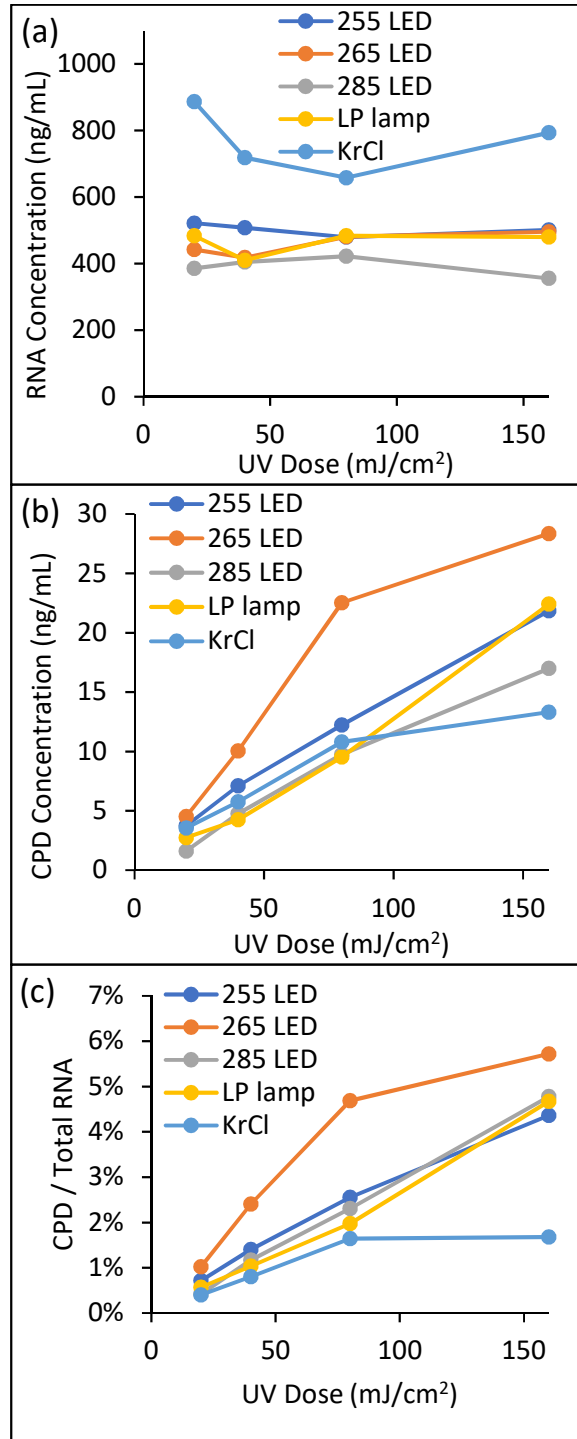 (a)
255 LED
265 LED
285 LED
LP lamp
KrCl
RNA Concentration (ng/mL)
1000
800
600
400
200
0
0 50 100 150
UV Dose (mJ/cm²)
(b)
255 LED
265 LED
285 LED
LP lamp
KrCl
CPD Concentration (ng/mL)
30
25
20
15
10
5
0
0 50 100 150
UV Dose (mJ/cm²)
(c)
255 LED
265 LED
285 LED
LP lamp
KrCl
CPD / Total RNA
7%
6%
5%
4%
3%
2%
1%
0%
0 50 100 150
UV Dose (mJ/cm²)